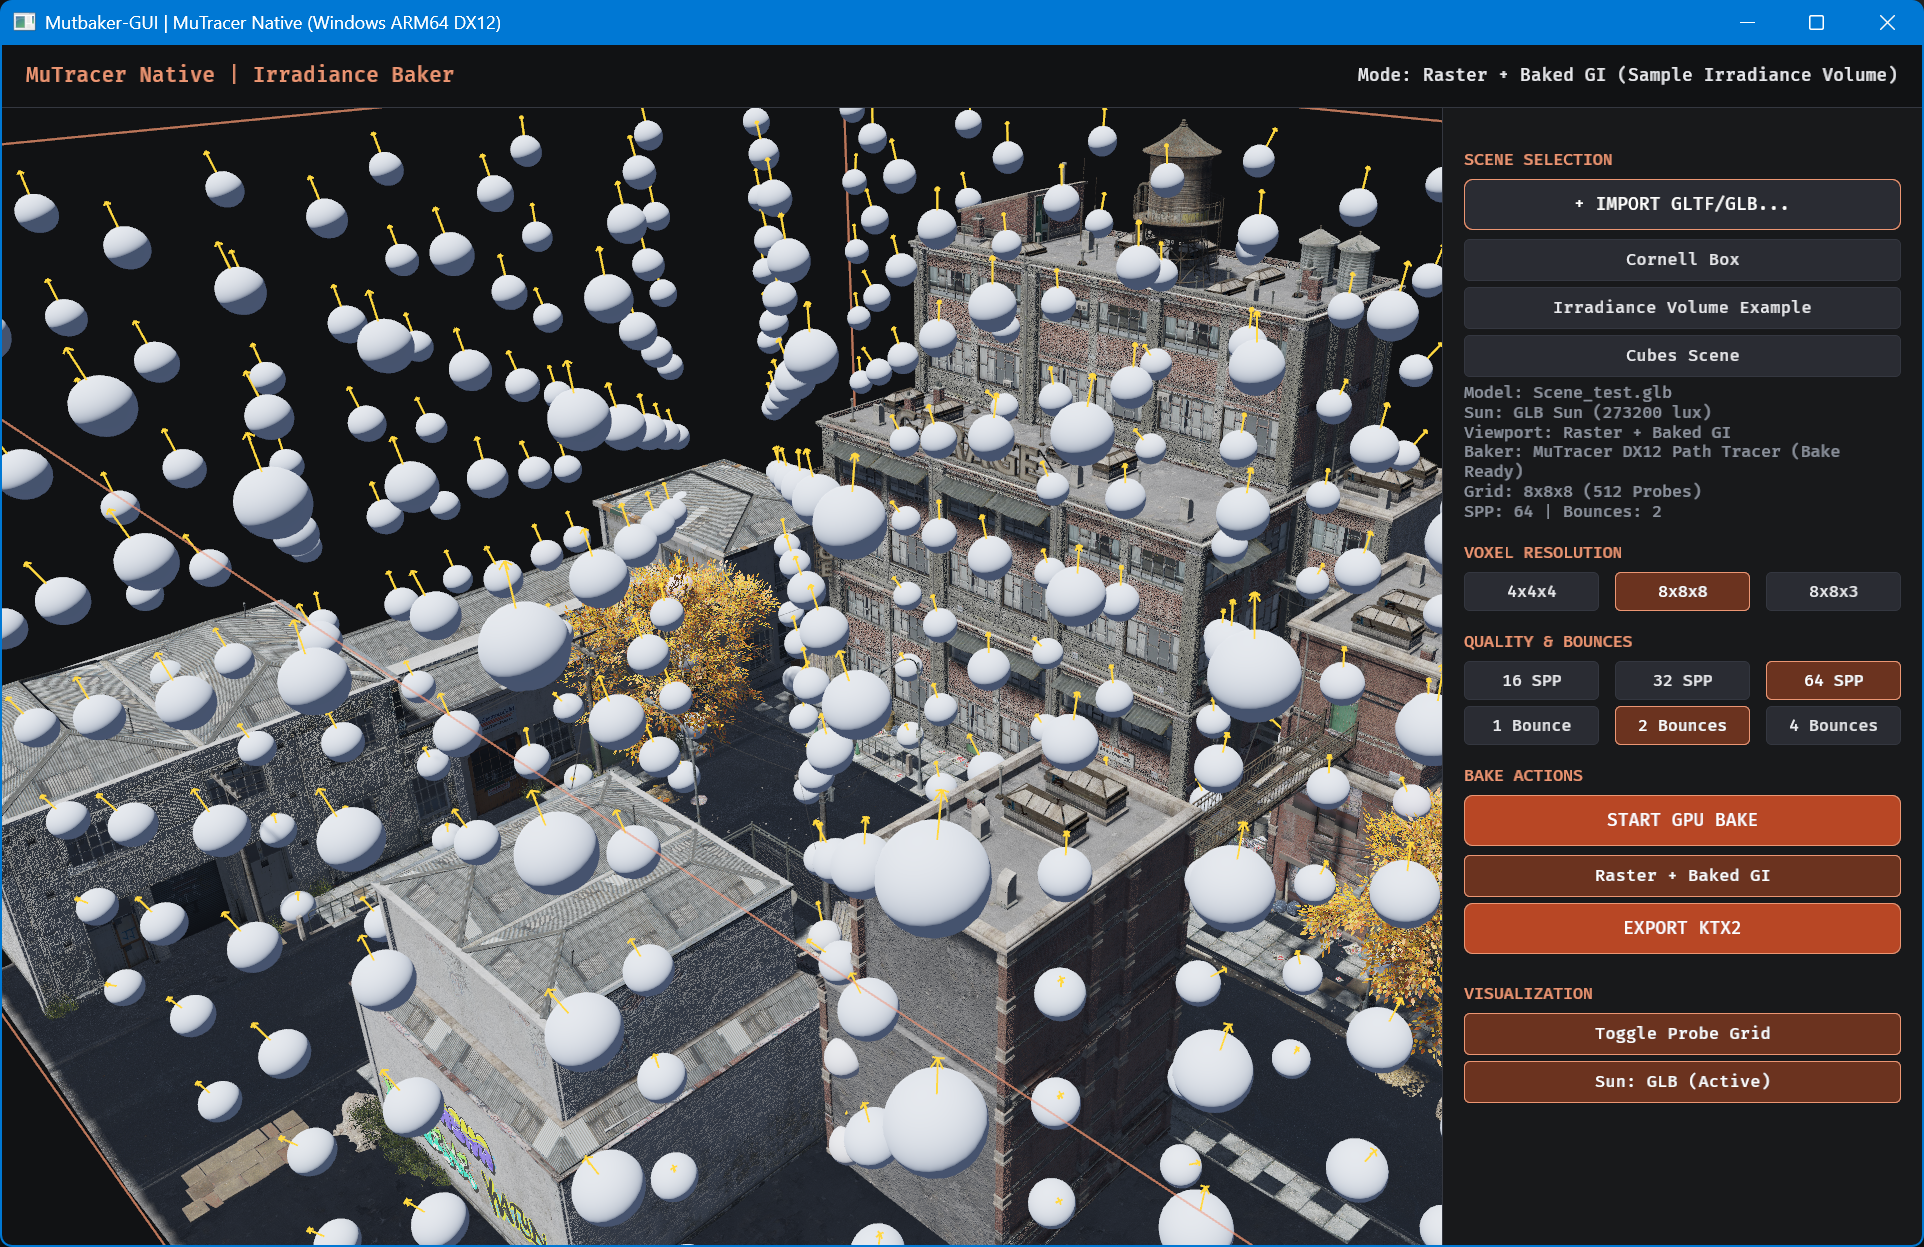 Mutbaker-GUI | MuTracer Native (Windows ARM64 DX12)
MuTracer Native | Irradiance Baker
Mode: Raster + Baked GI (Sample Irradiance Volume)
SCENE SELECTION
+ IMPORT GLTF/GLB...
Cornell Box
Irradiance Volume Example
Cubes Scene
Model: Scene_test.glb
Sun: GLB Sun (273200 lux)
Viewport: Raster + Baked GI
Baker: MuTracer DX12 Path Tracer (Bake
Ready)
Grid: 8x8x8 (512 Probes)
SPP: 64 | Bounces: 2
VOXEL RESOLUTION
4x4x4
8x8x8
8x8x3
QUALITY & BOUNCES
16 SPP
32 SPP
64 SPP
1 Bounce
2 Bounces
4 Bounces
BAKE ACTIONS
START GPU BAKE
Raster + Baked GI
EXPORT KTX2
VISUALIZATION
Toggle Probe Grid
Sun: GLB (Active)